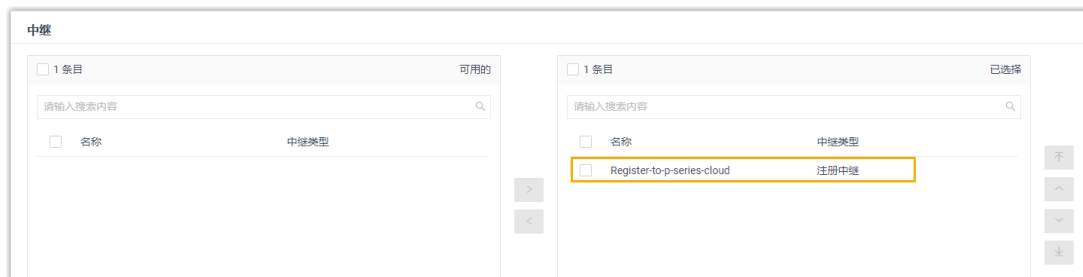 中继
1 条目 可用的
请输入搜索内容
名称 中继类型
1 条目 已选择
请输入搜索内容
名称 中继类型
Register-to-p-series-cloud 注册中继